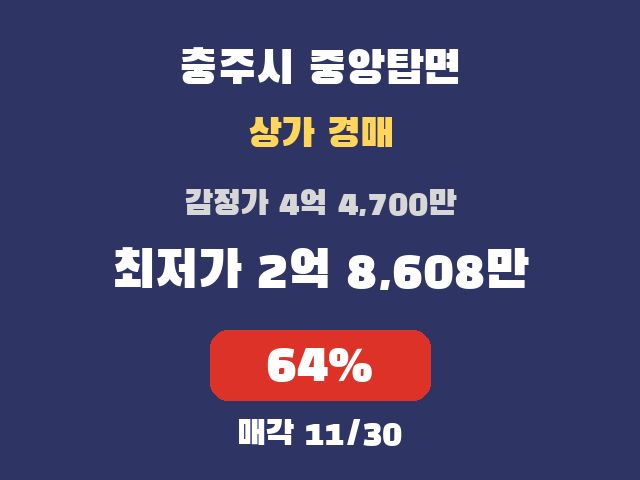 충주시 중앙탑면
상가 경매
감정가 4억 4,700만
최저가 2억 8,608만
64%
매각 11/30